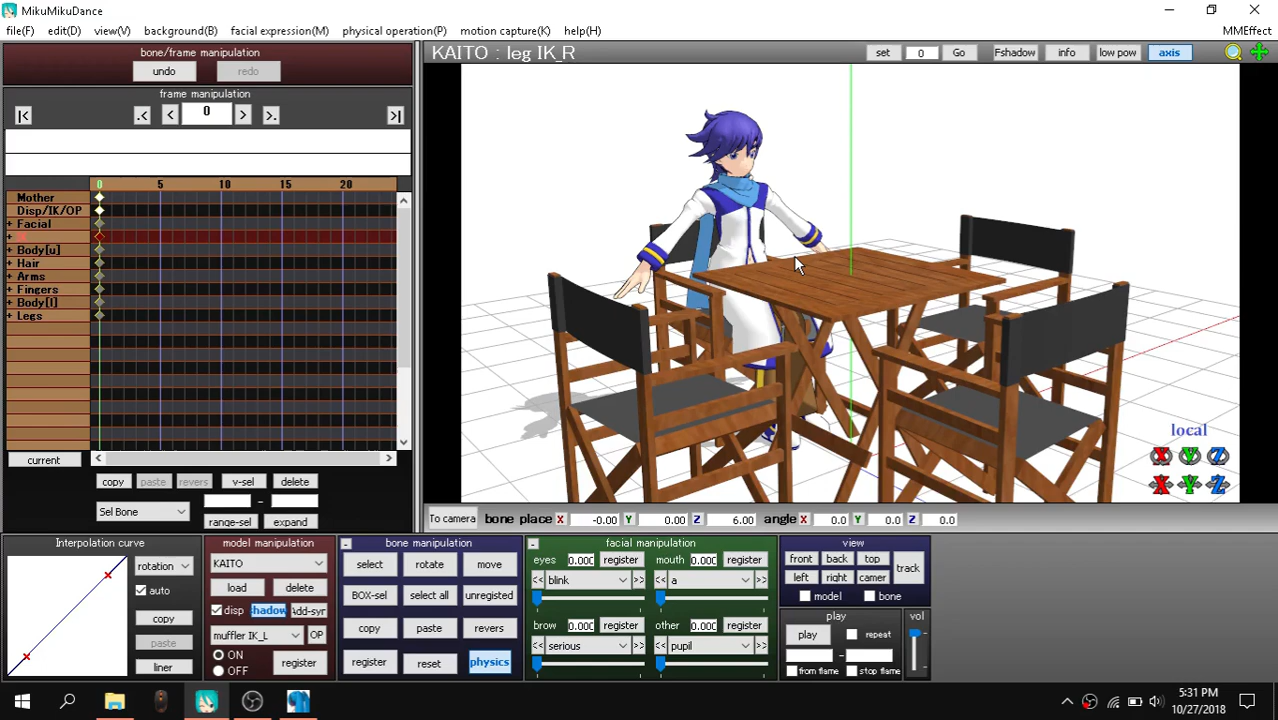 MikuMikuDance
file(F) edit(D) view(V) background(B) facial expression(M) physical operation(P) motion capture(K) help(H) MMEffect
bone/frame manipulation
undo redo
frame manipulation
|< .< < 0 > >. >|
0 5 10 15 20
Mother
Disp/IK/OP
+ Facial
+ Body[u]
+ Hair
+ Arms
+ Fingers
+ Body[l]
+ Legs
current
copy paste revers v-sel delete
Sel Bone -
range-sel expand
KAITO : leg IK_R
set 0 Go Fshadow info low pow axis
local
X Y Z
X Y Z
To camera bone place X -0.00 Y 0.00 Z 6.00 angle X 0.0 Y 0.0 Z 0.0
Interpolation curve
rotation
auto
copy
paste
liner
model manipulation
KAITO
load delete
disp shadow Add-syn
muffler IK_L OP
ON
OFF
register
- bone manipulation
select rotate move
BOX-sel select all unregisted
copy paste revers
register reset physics
- facial manipulation
eyes 0.000 register mouth 0.000 register
<< blink >> << a >>
brow 0.000 register other 0.000 register
<< serious >> << pupil >>
view
front back top
left right camer
track
model bone
play
play repeat
-
from flame stop flame
vol
5:31 PM
10/27/2018